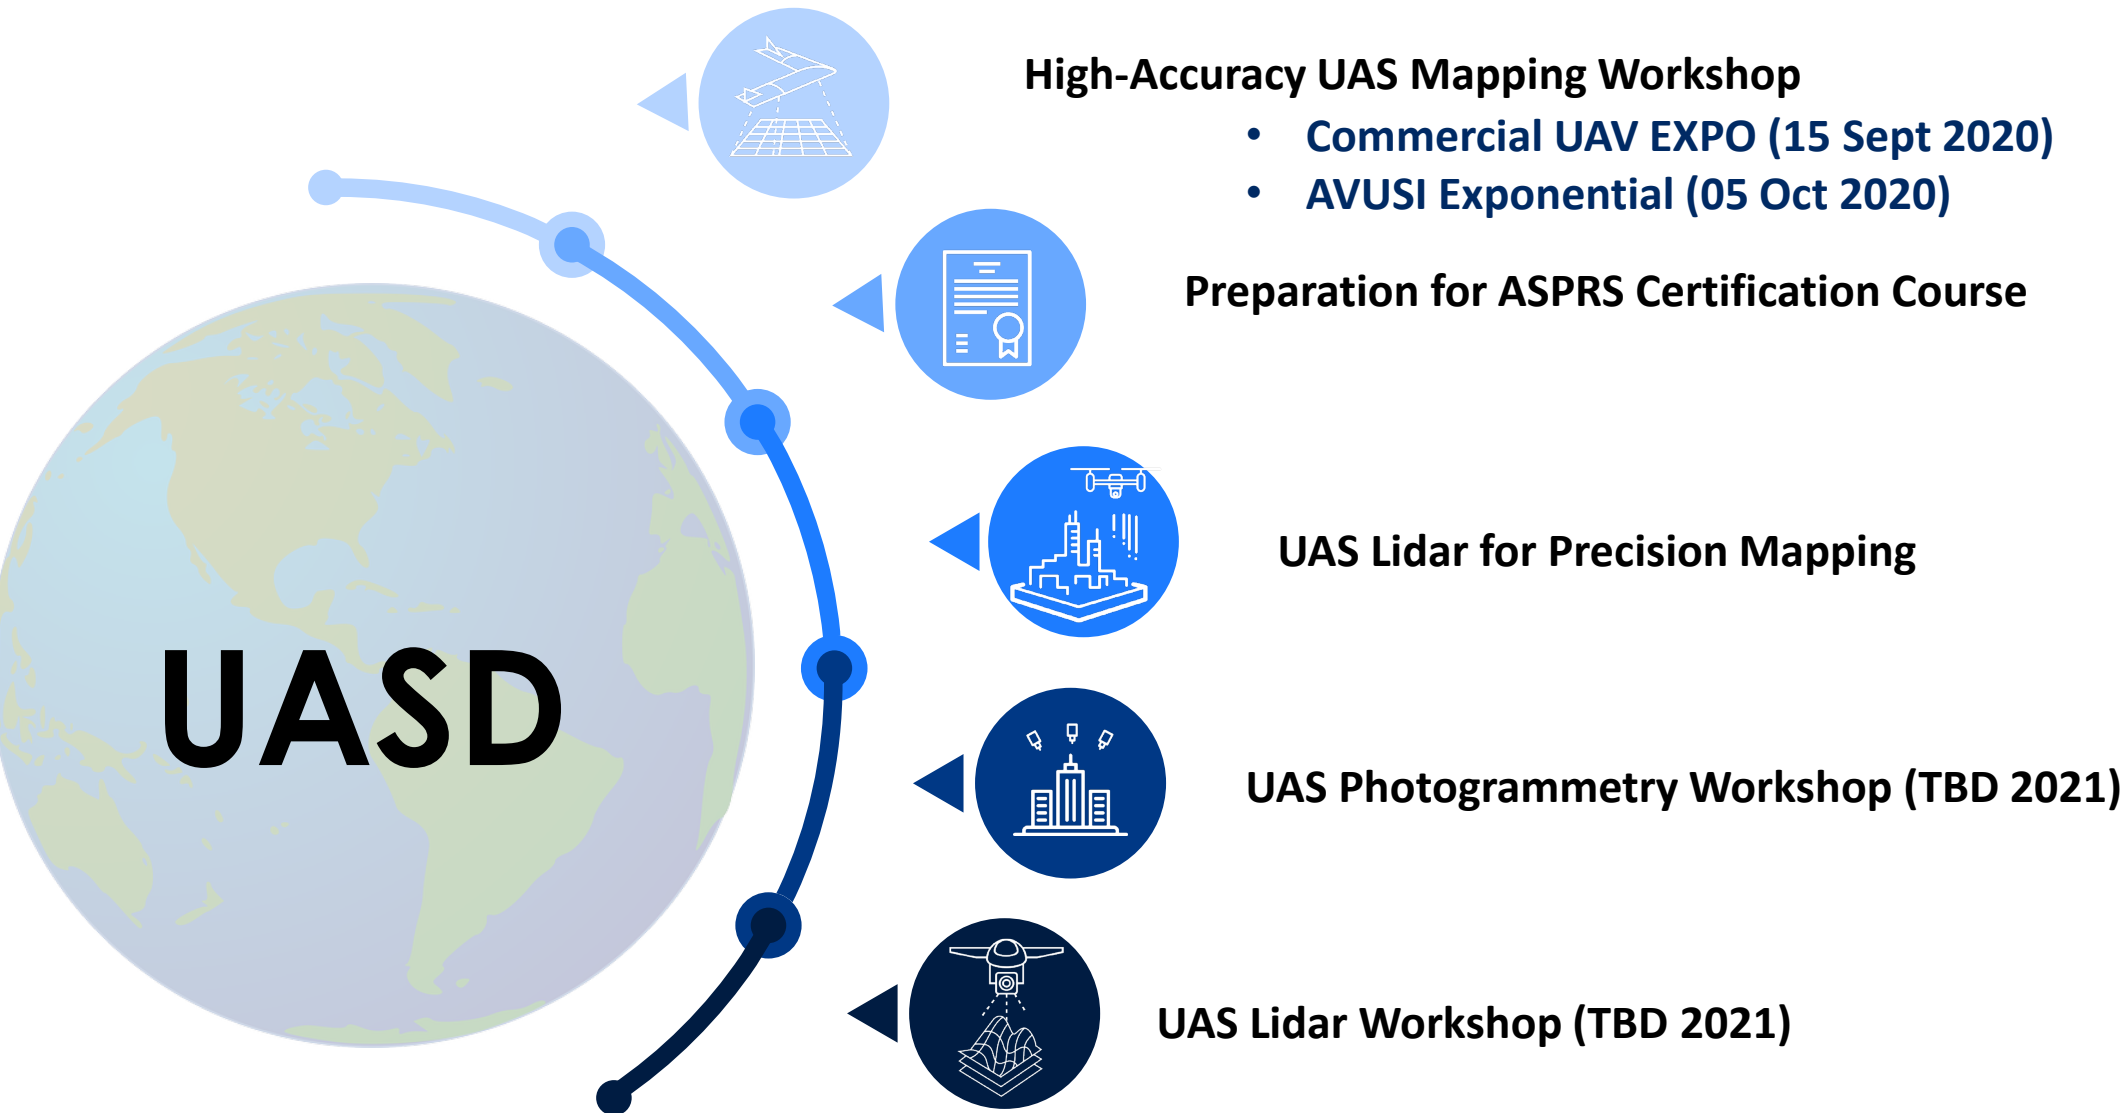 High-Accuracy UAS Mapping Workshop
• Commercial UAV EXPO (15 Sept 2020)
• AVUSI Exponential (05 Oct 2020)
Preparation for ASPRS Certification Course
UAS Lidar for Precision Mapping
UASD
UAS Photogrammetry Workshop (TBD 2021)
UAS Lidar Workshop (TBD 2021)